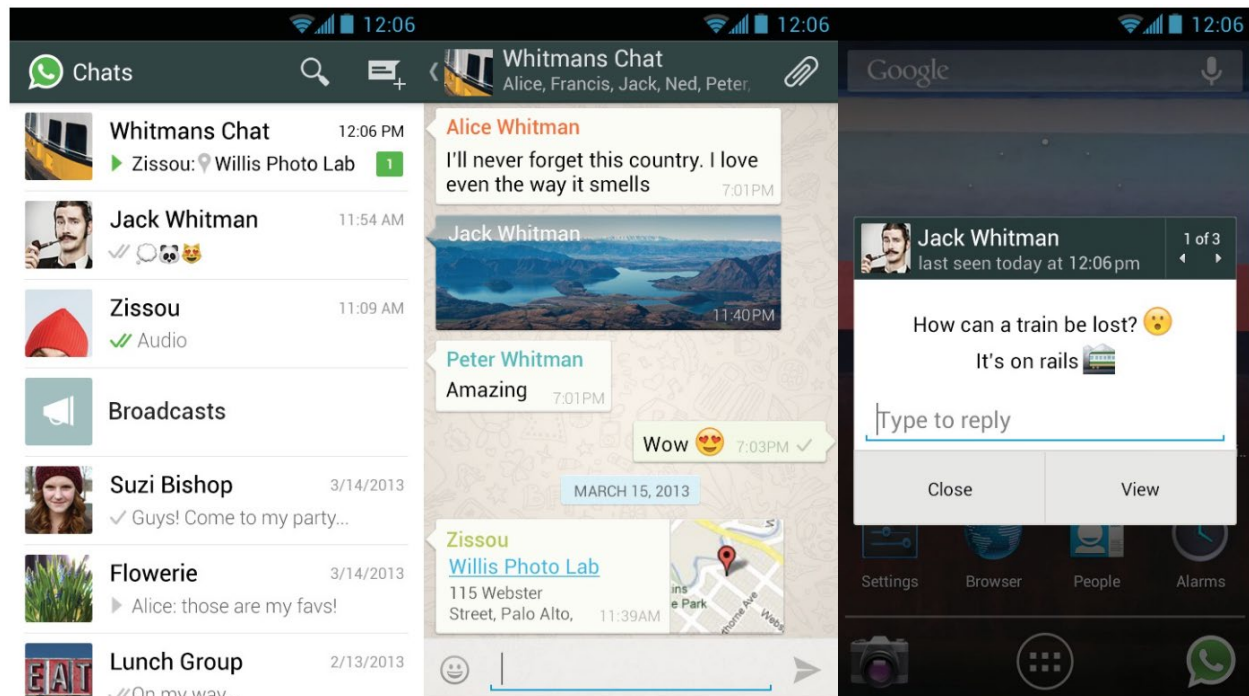 12:06
Chats
Whitmans Chat
12:06 PM
Zissou: Willis Photo Lab
1
Jack Whitman
11:54 AM
Zissou
11:09 AM
Audio
Broadcasts
Suzi Bishop
3/14/2013
Guys! Come to my party...
Flowerie
3/14/2013
Alice: those are my favs!
EAT
Lunch Group
2/13/2013
On my way
12:06
Whitmans Chat
Alice, Francis, Jack, Ned, Peter,
Alice Whitman
I'll never forget this country. I love
even the way it smells
7:01PM
Jack Whitman
11:40PM
Peter Whitman
Amazing
7:01PM
Wow
7:03PM
MARCH 15, 2013
Zissou
Willis Photo Lab
115 Webster
Street, Palo Alto,
11:39AM
12:06
Google
Jack Whitman
1 of 3
last seen today at 12:06pm
How can a train be lost?
It's on rails
Type to reply
Close
View
Settings
Browser
People
Alarms